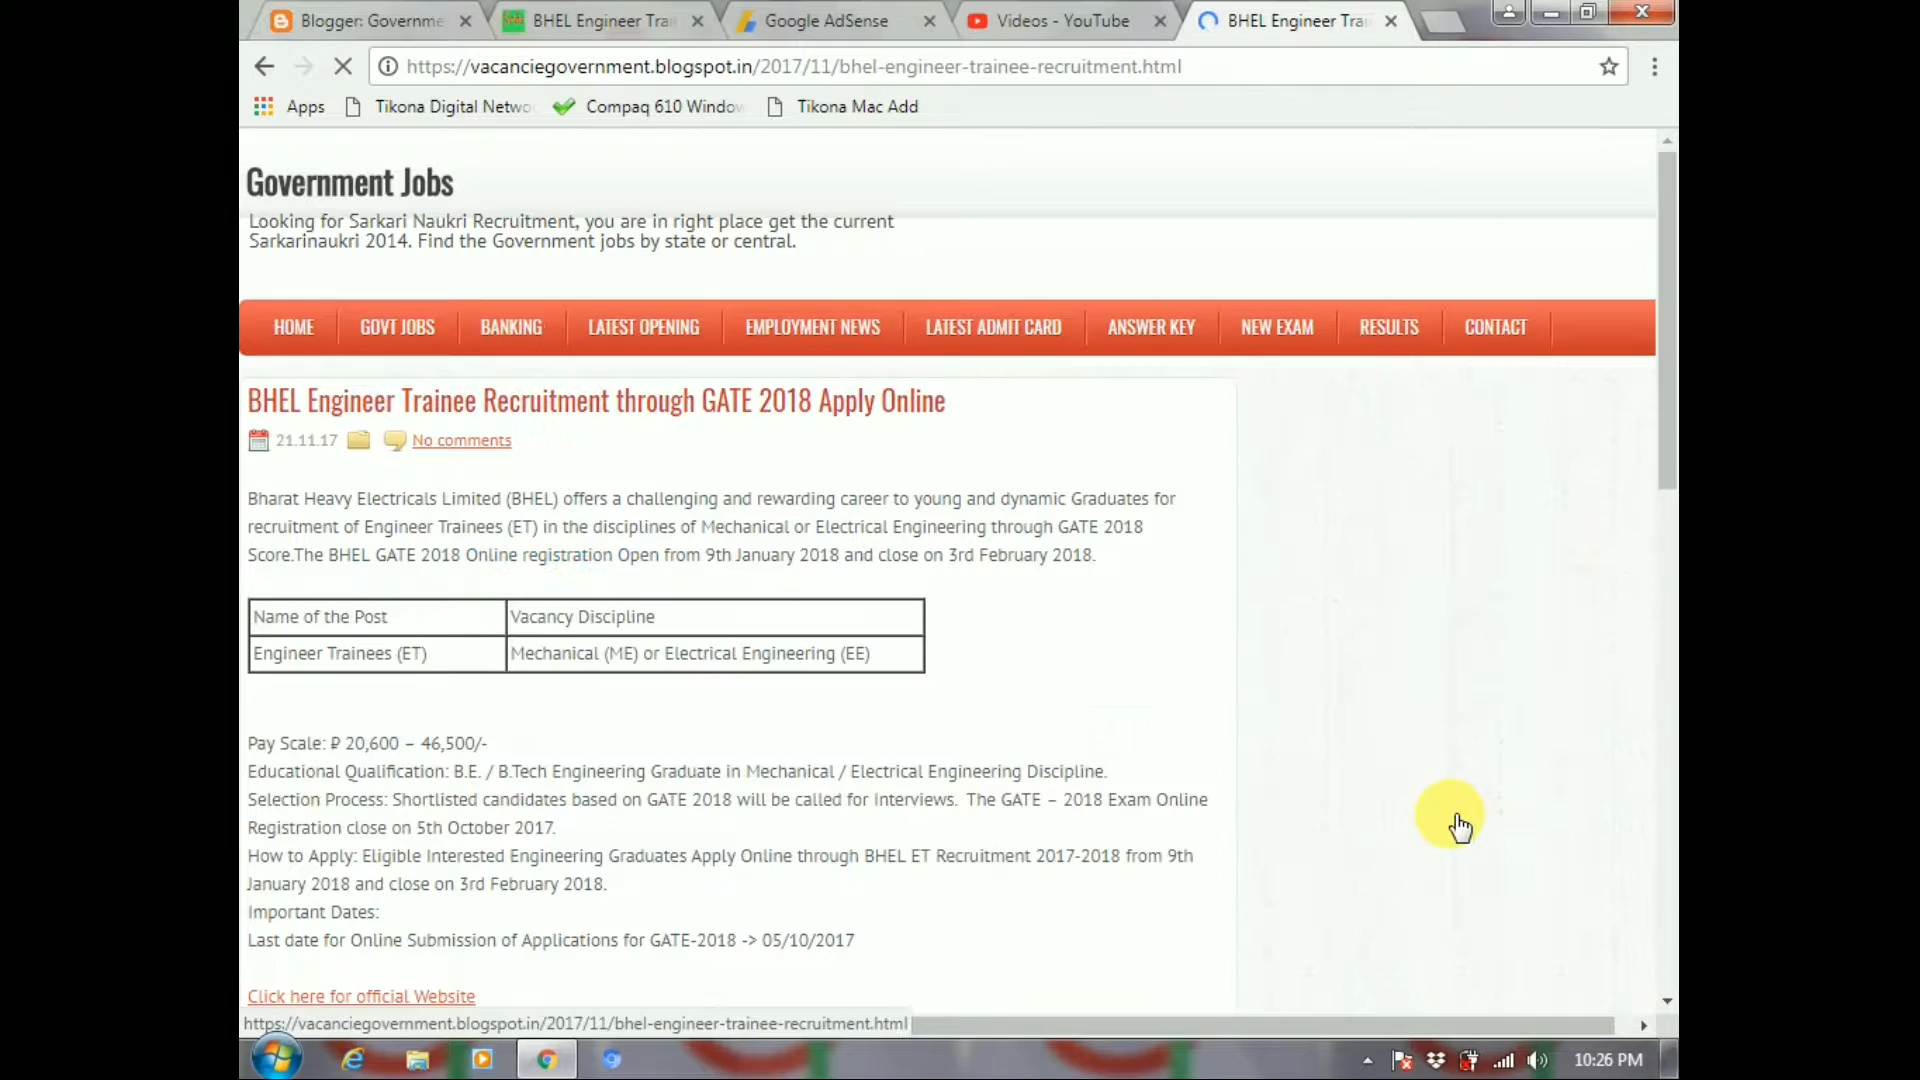 Blogger: Governme
BHEL Engineer Trai
Google AdSense
Videos - YouTube
BHEL Engineer Trai
https://vacanciegovernment.blogspot.in/2017/11/bhel-engineer-trainee-recruitment.html
Apps
Tikona Digital Netwo
Compaq 610 Window
Tikona Mac Add
Government Jobs
Looking for Sarkari Naukri Recruitment, you are in right place get the current
Sarkarinaukri 2014. Find the Government jobs by state or central.
HOME
GOVT JOBS
BANKING
LATEST OPENING
EMPLOYMENT NEWS
LATEST ADMIT CARD
ANSWER KEY
NEW EXAM
RESULTS
CONTACT
BHEL Engineer Trainee Recruitment through GATE 2018 Apply Online
21.11.17
No comments
Bharat Heavy Electricals Limited (BHEL) offers a challenging and rewarding career to young and dynamic Graduates for
recruitment of Engineer Trainees (ET) in the disciplines of Mechanical or Electrical Engineering through GATE 2018
Score.The BHEL GATE 2018 Online registration Open from 9th January 2018 and close on 3rd February 2018.
Name of the Post
Vacancy Discipline
Engineer Trainees (ET)
Mechanical (ME) or Electrical Engineering (EE)
Pay Scale: ₽ 20,600 – 46,500/-
Educational Qualification: B.E. / B.Tech Engineering Graduate in Mechanical / Electrical Engineering Discipline.
Selection Process: Shortlisted candidates based on GATE 2018 will be called for Interviews. The GATE – 2018 Exam Online
Registration close on 5th October 2017.
How to Apply: Eligible Interested Engineering Graduates Apply Online through BHEL ET Recruitment 2017-2018 from 9th
January 2018 and close on 3rd February 2018.
Important Dates:
Last date for Online Submission of Applications for GATE-2018 -> 05/10/2017
Click here for official Website
https://vacanciegovernment.blogspot.in/2017/11/bhel-engineer-trainee-recruitment.html
10:26 PM